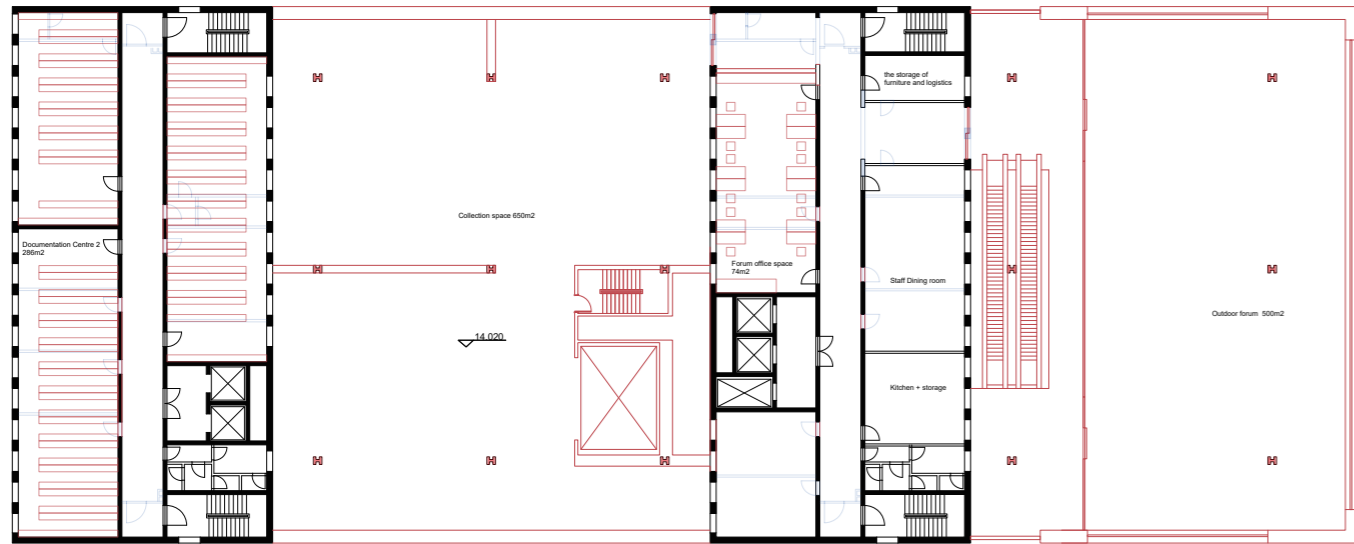 the storage of
furniture and logistics
Collection space 650m2
Documentation Centre 2
286m2
Forum office space
74m2
Staff Dining room
Outdoor forum 500m2
14.020
Kitchen + storage